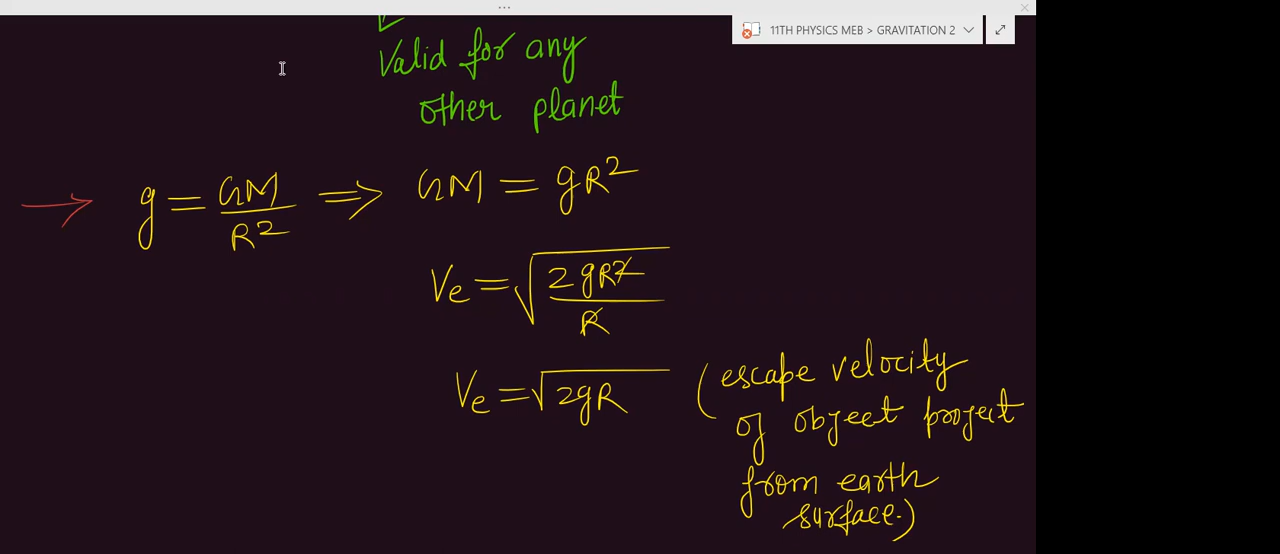 11TH PHYSICS MEB > GRAVITATION 2
Valid for any
other planet
g = GM/R² ⇒ GM = gR²
Ve = √(2gR²/R)
Ve = √2gR (escape velocity
of object project
from earth
surface.)